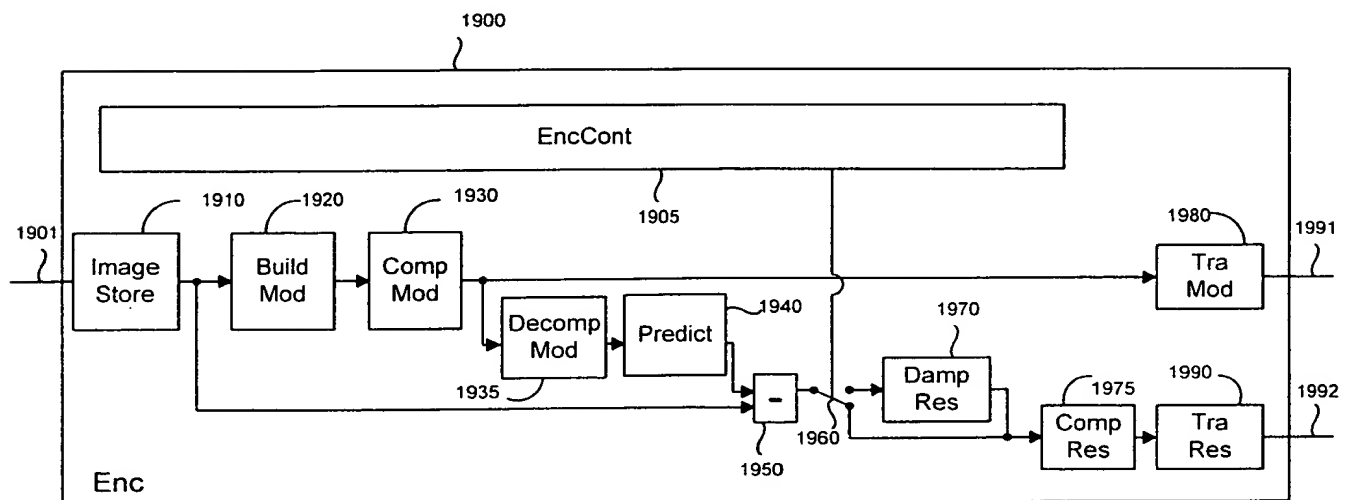 1900
EncCont
1905
1901
1910
1920
1930
1980
1991
Image
Store
Build
Mod
Comp
Mod
Tra
Mod
Decomp
Mod
1935
Predict
1940
1970
Damp
Res
-
1950
1960
1975
1990
1992
Comp
Res
Tra
Res
Enc